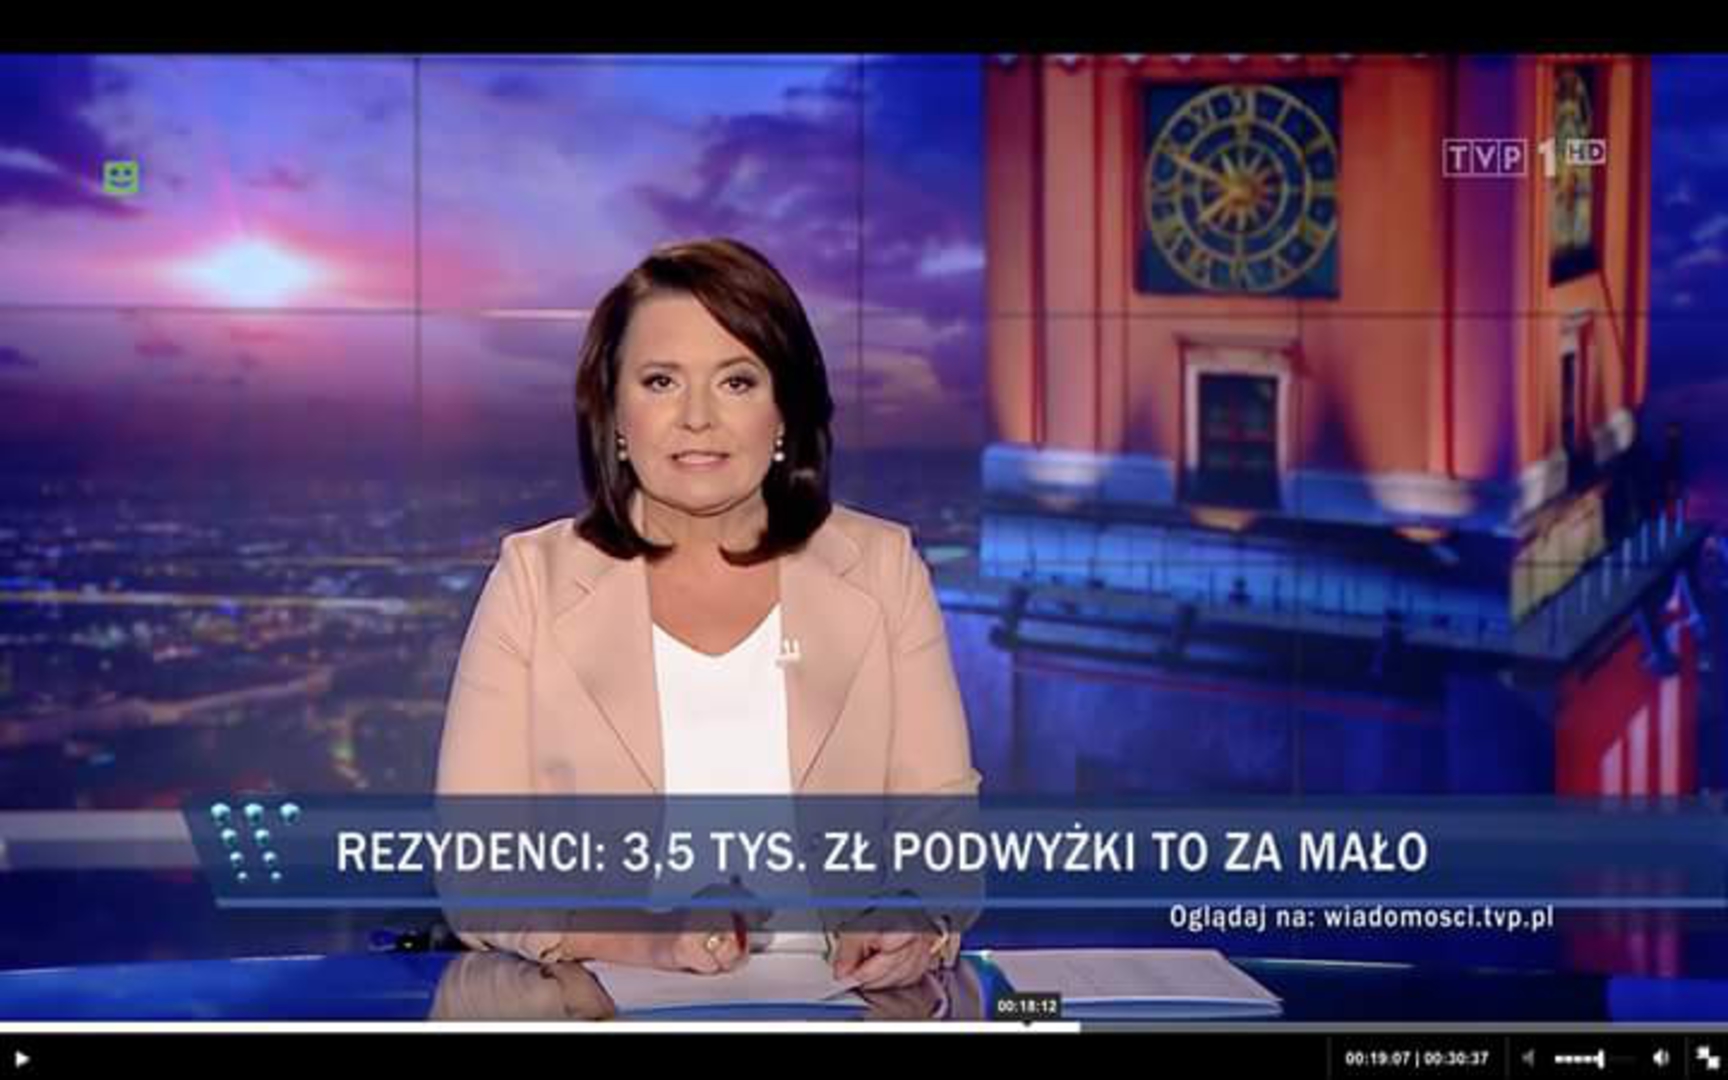 TVP 1 HD
REZYDENCI: 3,5 TYS. ZŁ PODWYŻKI TO ZA MAŁO
Oglądaj na: wiadomosci.tvp.pl
00:18:12
00:19:07 | 00:30:37